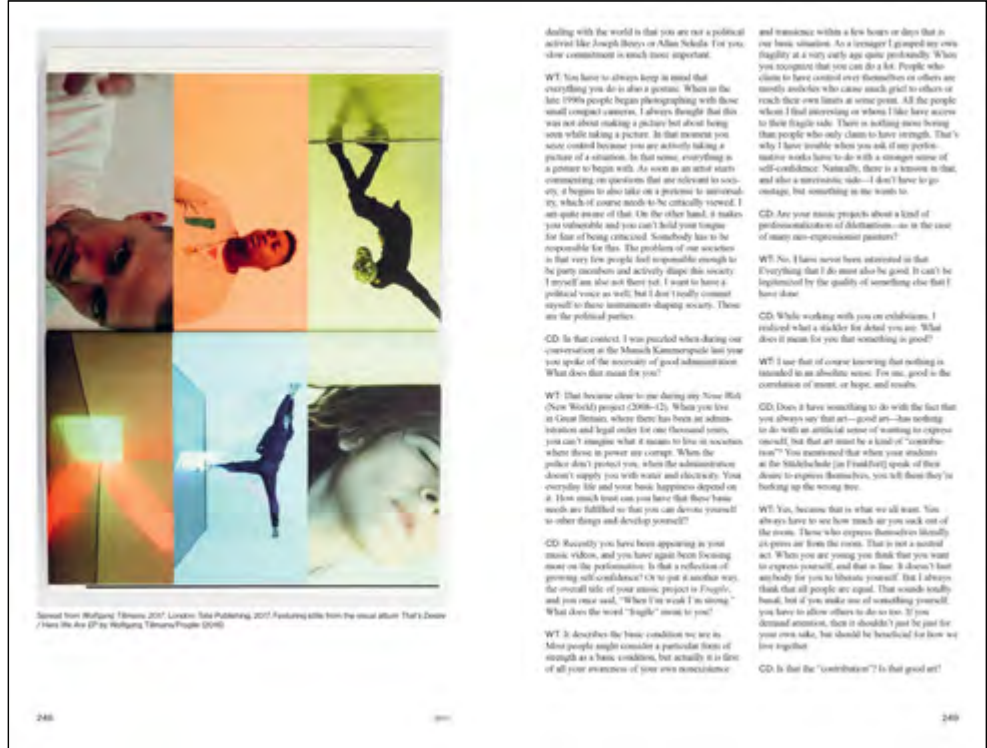 Spread from Wolfgang Tillmans, 2017. London: Tate Publishing, 2017. Featuring stills from the visual album That's Desire
/ Here We Are EP by Wolfgang Tillmans/Fragile (2016)
248
249
dealing with the world is that you are not a political
activist like Joseph Beuys or Allan Sekula. For you,
slow commitment is much more important.
WT: You have to always keep in mind that
everything you do is also a gesture. When in the
late 1990s people began photographing with those
small compact cameras, I always thought that this
was not about making a picture but about being
seen while taking a picture. In that moment you
seize control because you are actively taking a
picture of a situation. In that sense, everything is
a gesture to begin with. As soon as an artist starts
commenting on questions that are relevant to soci-
ety, it begins to also take on a pretense to universal-
ity, which of course needs to be critically viewed. I
am quite aware of that. On the other hand, it makes
you vulnerable and you can't hold your tongue
for fear of being criticized. Somebody has to be
responsible for this. The problem of our societies
is that very few people feel responsible enough to
be party members and actively shape this society.
I myself am also not there yet. I want to have a
political voice as well, but I don't really commit
myself to these instruments shaping society. Those
are the political parties.
CD: In that context, I was puzzled when during our
conversation at the Munich Kammerspiele last year
you spoke of the necessity of good administration.
What does that mean for you?
WT: That became clear to me during my Neue Welt
(New World) project (2008–12). When you live
in Great Britain, where there has been an admin-
istration and legal order for one thousand years,
you can't imagine what it means to live in societies
where those in power are corrupt. When the
police don't protect you, when the administration
doesn't supply you with water and electricity. Your
everyday life and your basic happiness depend on
it. How much trust can you have that these basic
needs are fulfilled so that you can devote yourself
to other things and develop yourself?
CD: Recently you have been appearing in your
music videos, and you have again been focusing
more on the performative. Is that a reflection of
growing self-confidence? Or to put it another way,
the overall title of your music project is Fragile,
and you once said, "When I'm weak I'm strong."
What does the word "fragile" mean to you?
WT: It describes the basic condition we are in.
Most people might consider a particular form of
strength as a basic condition, but actually it is first
of all your awareness of your own nonexistence
and transience within a few hours or days that is
our basic situation. As a teenager I grasped my own
fragility at a very early age quite profoundly. When
you recognize that you can do a lot. People who
claim to have control over themselves or others are
mostly assholes who cause much grief to others or
reach their own limits at some point. All the people
whom I find interesting or whom I like have access
to their fragile side. There is nothing more boring
than people who only claim to have strength. That's
why I have trouble when you ask if my perfor-
mative works have to do with a stronger sense of
self-confidence. Naturally, there is a tension in that,
and also a narcissistic side—I don't have to go
onstage, but something in me wants to.
CD: Are your music projects about a kind of
professionalization of dilettantism—as in the case
of many neo-expressionist painters?
WT: No, I have never been interested in that.
Everything that I do must also be good. It can't be
legitimized by the quality of something else that I
have done.
CD: While working with you on exhibitions, I
realized what a stickler for detail you are. What
does it mean for you that something is good?
WT: I use that of course knowing that nothing is
intended in an absolute sense. For me, good is the
correlation of intent, or hope, and results.
CD: Does it have something to do with the fact that
you always say that art—good art—has nothing
to do with an artificial sense of wanting to express
oneself, but that art must be a kind of "contribu-
tion"? You mentioned that when your students
at the Städelschule [in Frankfurt] speak of their
desire to express themselves, you tell them they're
barking up the wrong tree.
WT: Yes, because that is what we all want. You
always have to see how much air you suck out of
the room. Those who express themselves literally
ex-press air from the room. That is not a neutral
act. When you are young you think that you want
to express yourself, and that is fine. It doesn't hurt
anybody for you to liberate yourself. But I always
think that all people are equal. That sounds totally
banal, but if you make use of something yourself,
you have to allow others to do so too. If you
demand attention, then it shouldn't just be just for
your own sake, but should be beneficial for how we
live together.
CD: Is that the "contribution"? Is that good art?